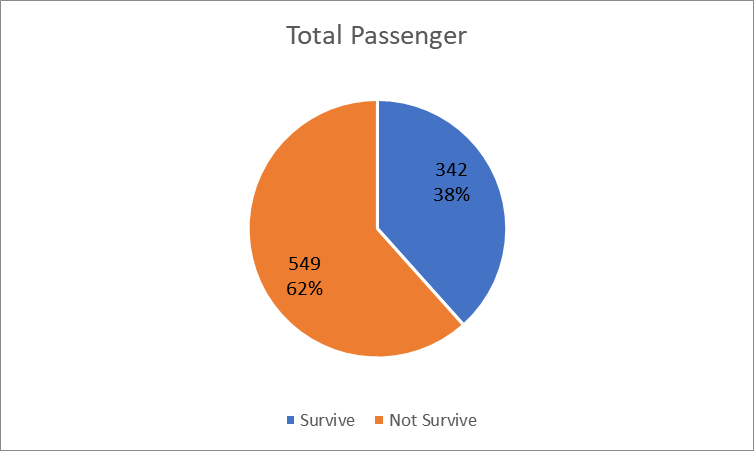 Total Passenger
342
38%
549
62%
Survive
Not Survive